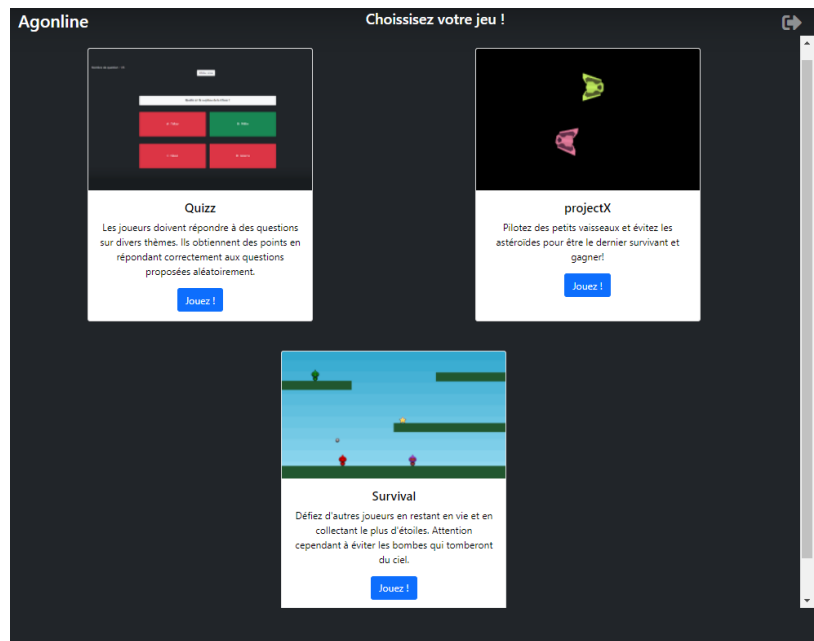 Agonline
Choissisez votre jeu !
Quizz
Les joueurs doivent répondre à des questions
sur divers thèmes. Ils obtiennent des points en
répondant correctement aux questions
proposées aléatoirement.
Jouez !
projectX
Pilotez des petits vaisseaux et évitez les
astéroïdes pour être le dernier survivant et
gagner!
Jouez !
Survival
Défiez d'autres joueurs en restant en vie et en
collectant le plus d'étoiles. Attention
cependant à éviter les bombes qui tomberont
du ciel.
Jouez !